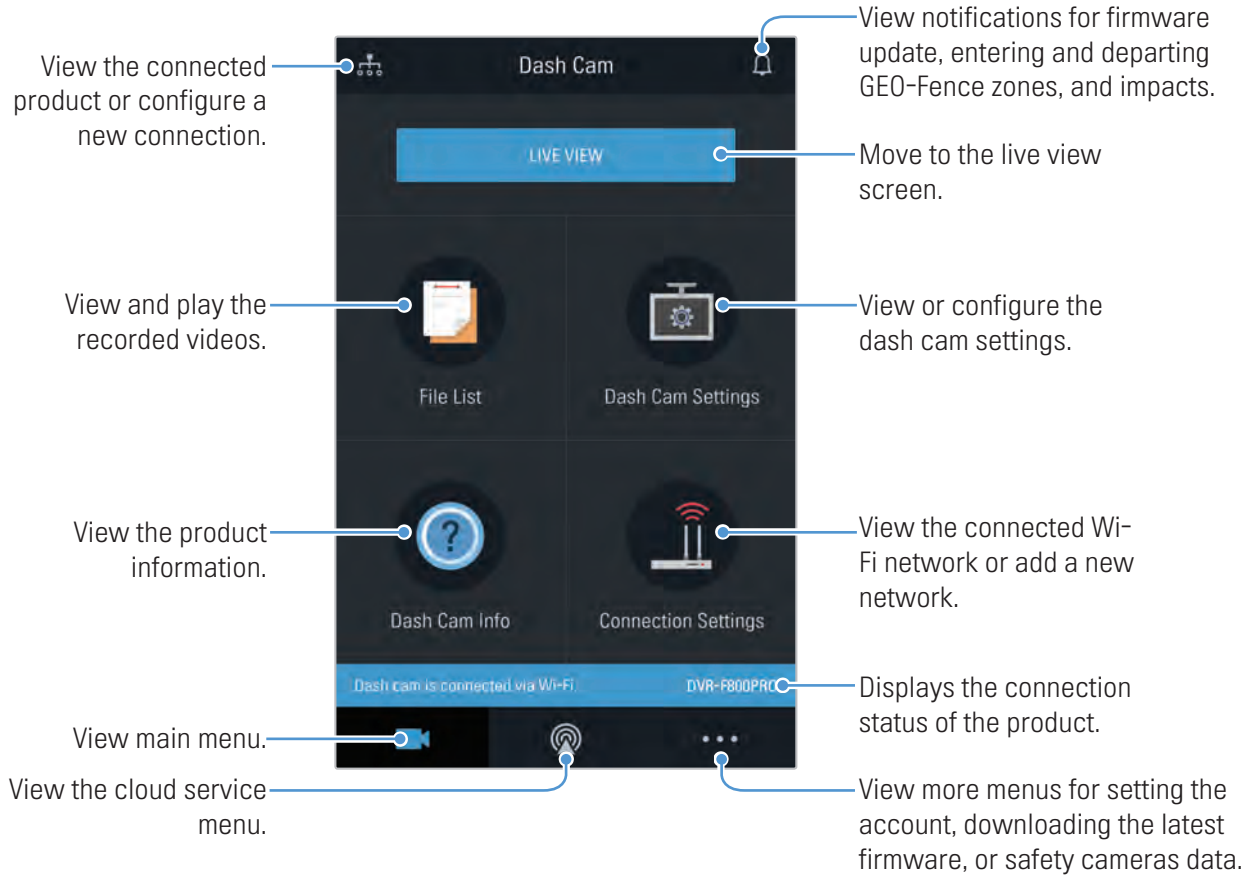 View notifications for firmware
update, entering and departing
GEO-Fence zones, and impacts.
View the connected
product or configure a
new connection.
Dash Cam
LIVE VIEW
Move to the live view
screen.
View and play the
recorded videos.
File List
Dash Cam Settings
View or configure the
dash cam settings.
View the product
information.
?
Dash Cam Info
Connection Settings
View the connected Wi-
Fi network or add a new
network.
Dash cam is connected via Wi-Fi
DVR-F800PRO
Displays the connection
status of the product.
View main menu.
View the cloud service
menu.
View more menus for setting the
account, downloading the latest
firmware, or safety cameras data.